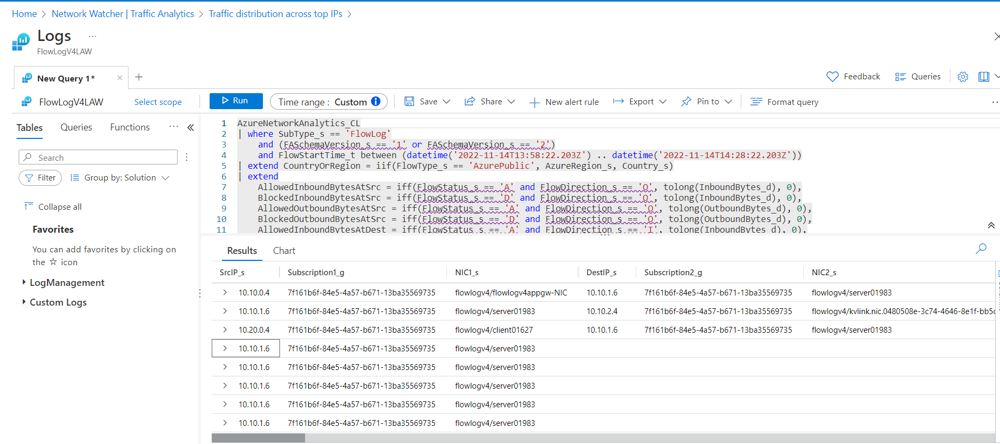 Home > Network Watcher | Traffic Analytics > Traffic distribution across top IPs >
Logs ...
FlowLogV4LAW
New Query 1* × +
Feedback Queries
FlowLogV4LAW Select scope Run Time range : Custom Save Share New alert rule Export Pin to Format query
Tables Queries Functions ... «
Search
Filter Group by: Solution
Collapse all
Favorites
You can add favorites by clicking on
the ☆ icon
LogManagement
Custom Logs
1 AzureNetworkAnalytics_CL
2 | where SubType_s == 'FlowLog'
3 and (FASchemaVersion_s == '1' or FASchemaVersion_s == '2')
4 and FlowStartTime_t between (datetime('2022-11-14T13:58:22.203Z') .. datetime('2022-11-14T14:28:22.203Z'))
5 | extend CountryOrRegion = iif(FlowType_s == 'AzurePublic', AzureRegion_s, Country_s)
6 | extend
7 AllowedInboundBytesAtSrc = iff(FlowStatus_s == 'A' and FlowDirection_s == 'O', tolong(InboundBytes_d), 0),
8 BlockedInboundBytesAtSrc = iff(FlowStatus_s == 'D' and FlowDirection_s == 'O', tolong(InboundBytes_d), 0),
9 AllowedOutboundBytesAtSrc = iff(FlowStatus_s == 'A' and FlowDirection_s == 'O', tolong(OutboundBytes_d), 0),
10 BlockedOutboundBytesAtSrc = iff(FlowStatus_s == 'D' and FlowDirection_s == 'O', tolong(OutboundBytes_d), 0),
11 AllowedInboundBytesAtDest = iff(FlowStatus_s == 'A' and FlowDirection_s == 'I', tolong(InboundBytes_d), 0),
Results Chart
SrcIP_s Subscription1_g NIC1_s DestIP_s Subscription2_g NIC2_s
> 10.10.0.4 7f161b6f-84e5-4a57-b671-13ba35569735 flowlogv4/flowlogv4appgw-NIC 10.10.1.6 7f161b6f-84e5-4a57-b671-13ba35569735 flowlogv4/server01983
> 10.10.1.6 7f161b6f-84e5-4a57-b671-13ba35569735 flowlogv4/server01983 10.10.2.4 7f161b6f-84e5-4a57-b671-13ba35569735 flowlogv4/kvlink.nic.0480508e-3c74-4646-8e1f-bb5c
> 10.20.0.4 7f161b6f-84e5-4a57-b671-13ba35569735 flowlogv4/client01627 10.10.1.6 7f161b6f-84e5-4a57-b671-13ba35569735 flowlogv4/server01983
> 10.10.1.6 7f161b6f-84e5-4a57-b671-13ba35569735 flowlogv4/server01983
> 10.10.1.6 7f161b6f-84e5-4a57-b671-13ba35569735 flowlogv4/server01983
> 10.10.1.6 7f161b6f-84e5-4a57-b671-13ba35569735 flowlogv4/server01983
> 10.10.1.6 7f161b6f-84e5-4a57-b671-13ba35569735 flowlogv4/server01983
> 10.10.1.6 7f161b6f-84e5-4a57-b671-13ba35569735 flowlogv4/server01983